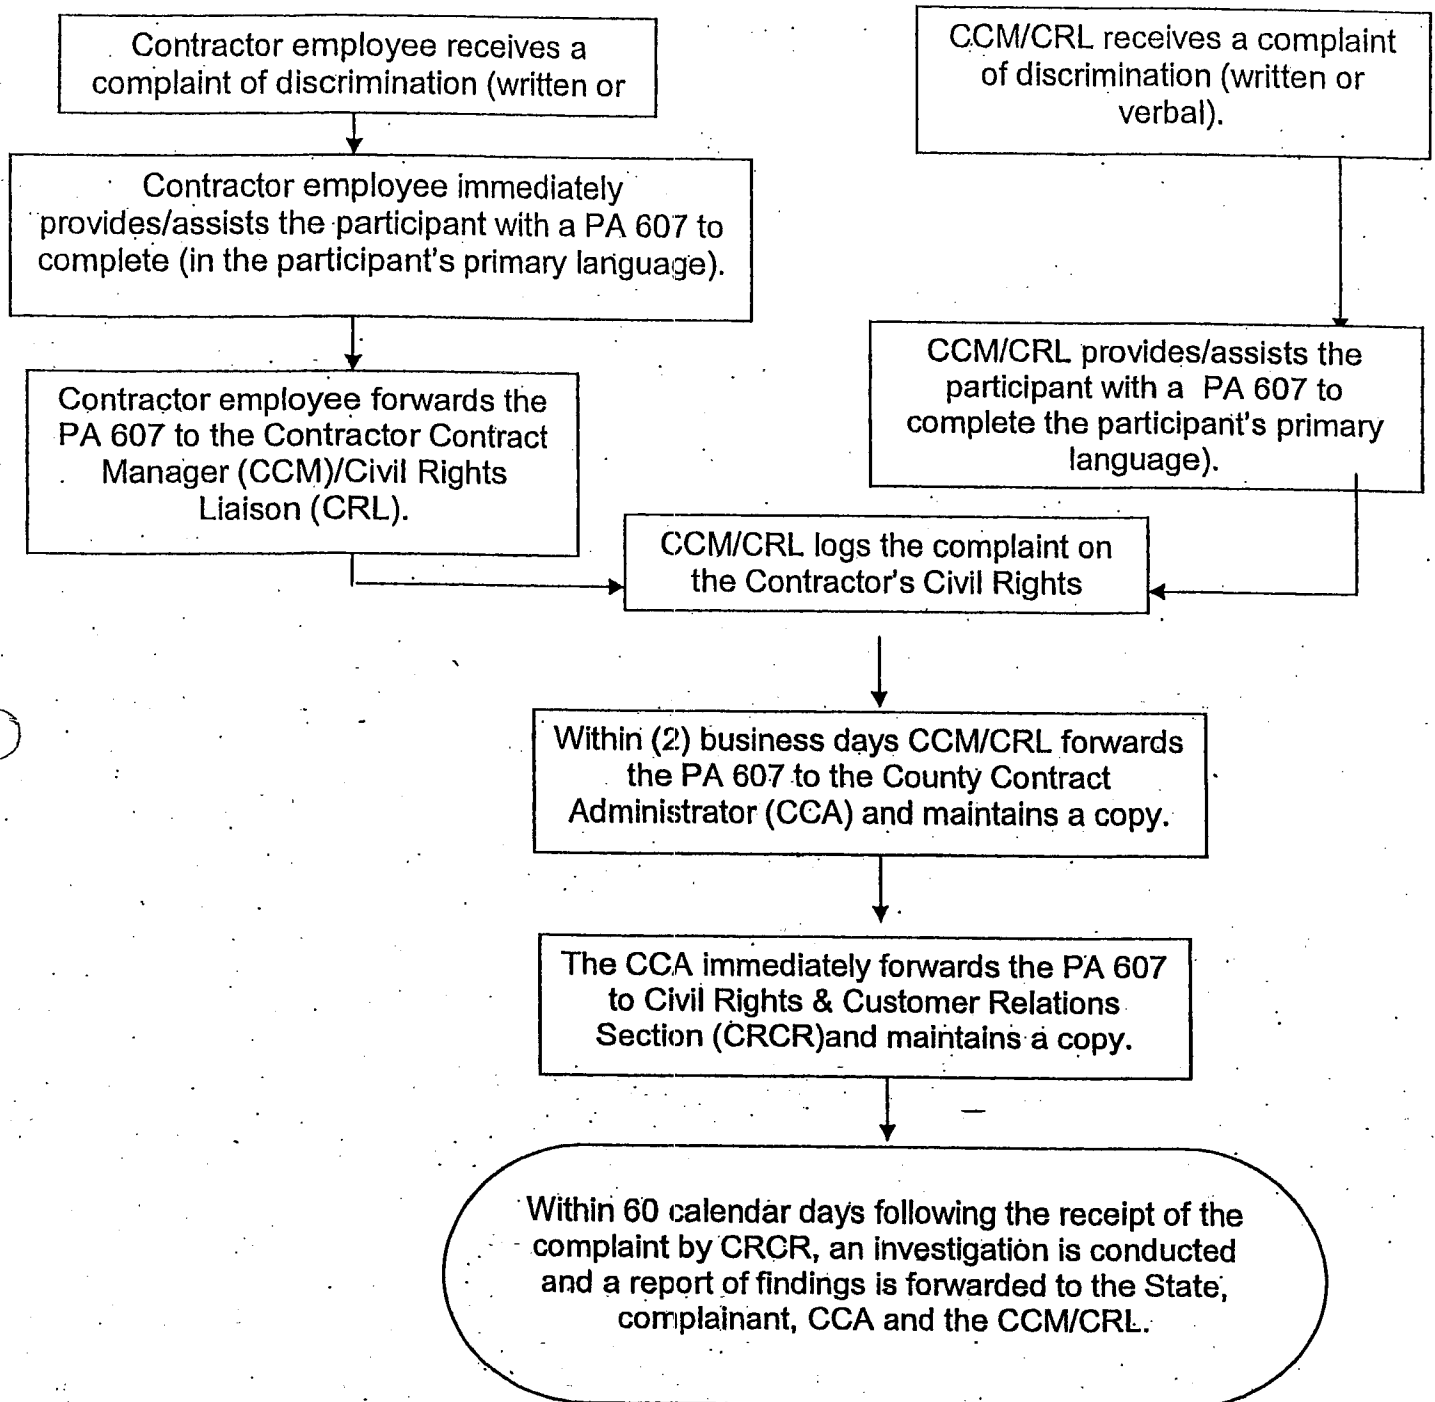 Contractor employee receives a
complaint of discrimination (written or
CCM/CRL receives a complaint
of discrimination (written or
verbal).
Contractor employee immediately
provides/assists the participant with a PA 607 to
complete (in the participant's primary language).
CCM/CRL provides/assists the
participant with a PA 607 to
complete the participant's primary
language).
Contractor employee forwards the
PA 607 to the Contractor Contract
Manager (CCM)/Civil Rights
Liaison (CRL).
CCM/CRL logs the complaint on
the Contractor's Civil Rights
Within (2) business days CCM/CRL forwards
the PA 607 to the County Contract
Administrator (CCA) and maintains a copy.
The CCA immediately forwards the PA 607
to Civil Rights & Customer Relations
Section (CRCR)and maintains a copy.
Within 60 calendar days following the receipt of the
complaint by CRCR, an investigation is conducted
and a report of findings is forwarded to the State,
complainant, CCA and the CCM/CRL.